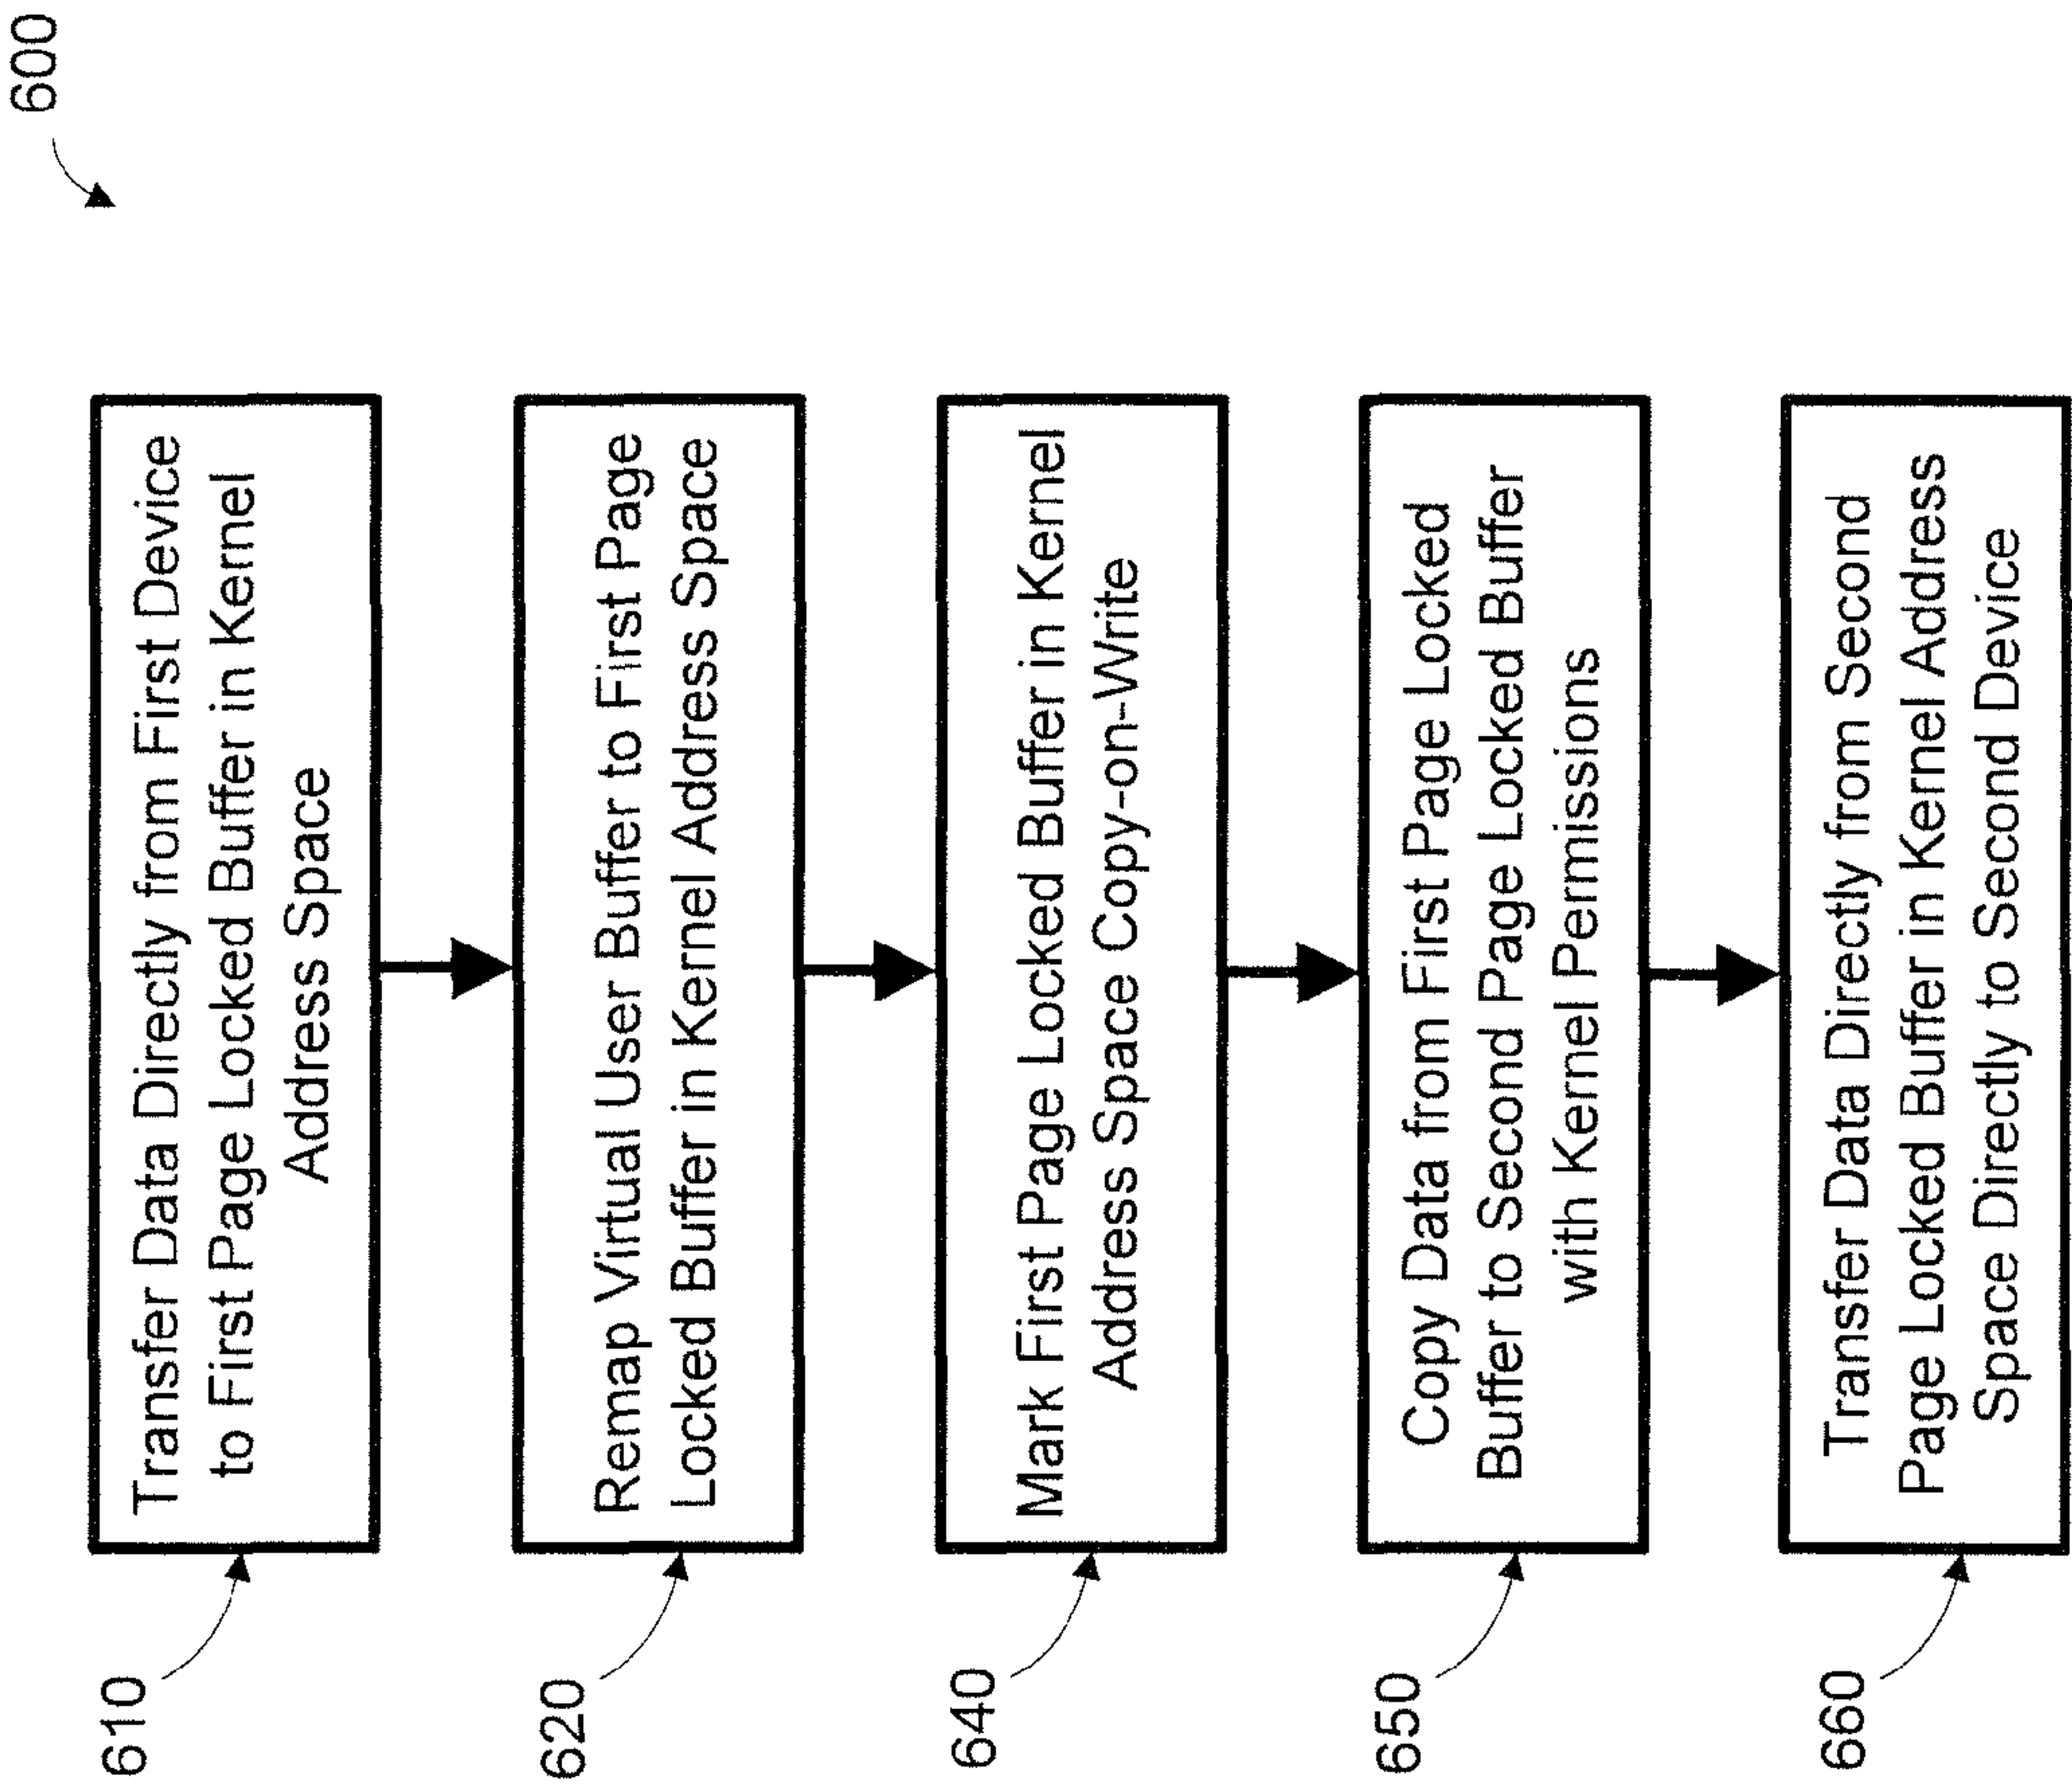 600
610
Transfer Data Directly from First Device
to First Page Locked Buffer in Kernel
Address Space
620
Remap Virtual User Buffer to First Page
Locked Buffer in Kernel Address Space
640
Mark First Page Locked Buffer in Kernel
Address Space Copy-on-Write
650
Copy Data from First Page Locked
Buffer to Second Page Locked Buffer
with Kernel Permissions
660
Transfer Data Directly from Second
Page Locked Buffer in Kernel Address
Space Directly to Second Device